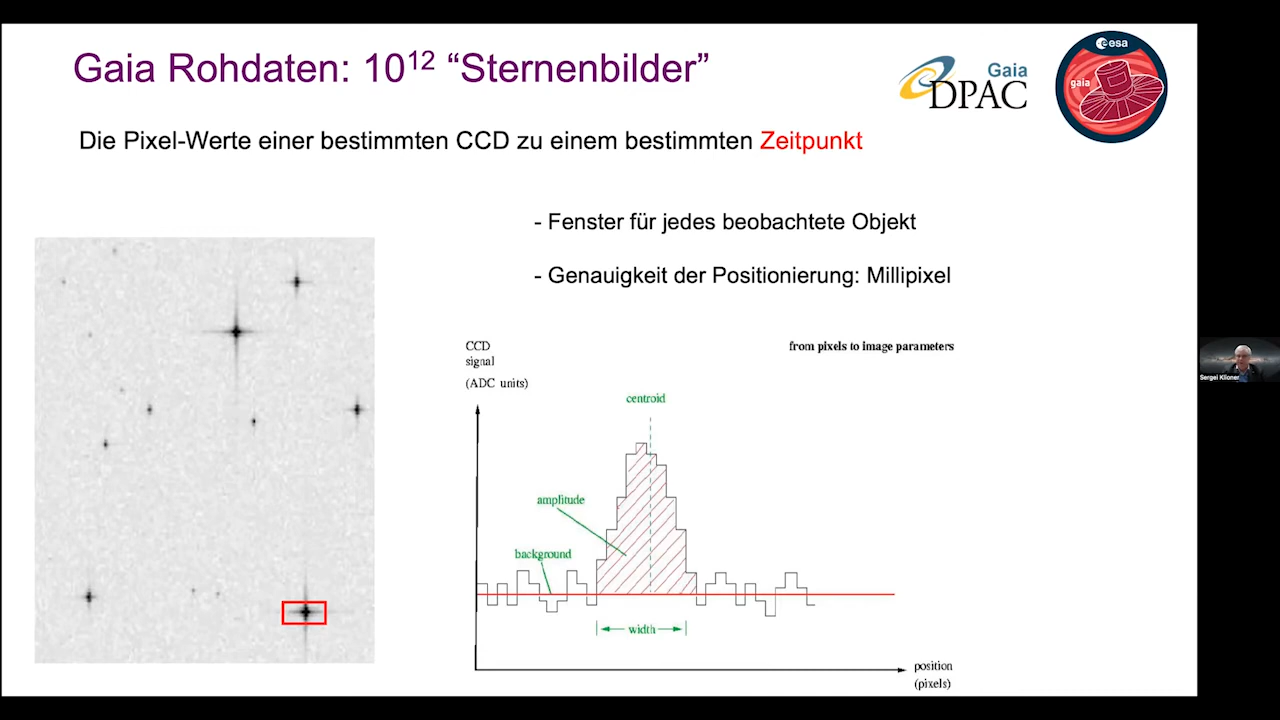 Gaia Rohdaten: 10¹² “Sternenbilder”
Gaia
DPAC
esa
gaia
Die Pixel-Werte einer bestimmten CCD zu einem bestimmten Zeitpunkt
- Fenster für jedes beobachtete Objekt
- Genauigkeit der Positionierung: Millipixel
CCD
signal
(ADC units)
from pixels to image parameters
centroid
amplitude
background
width
position
(pixels)
Sergei Klioner